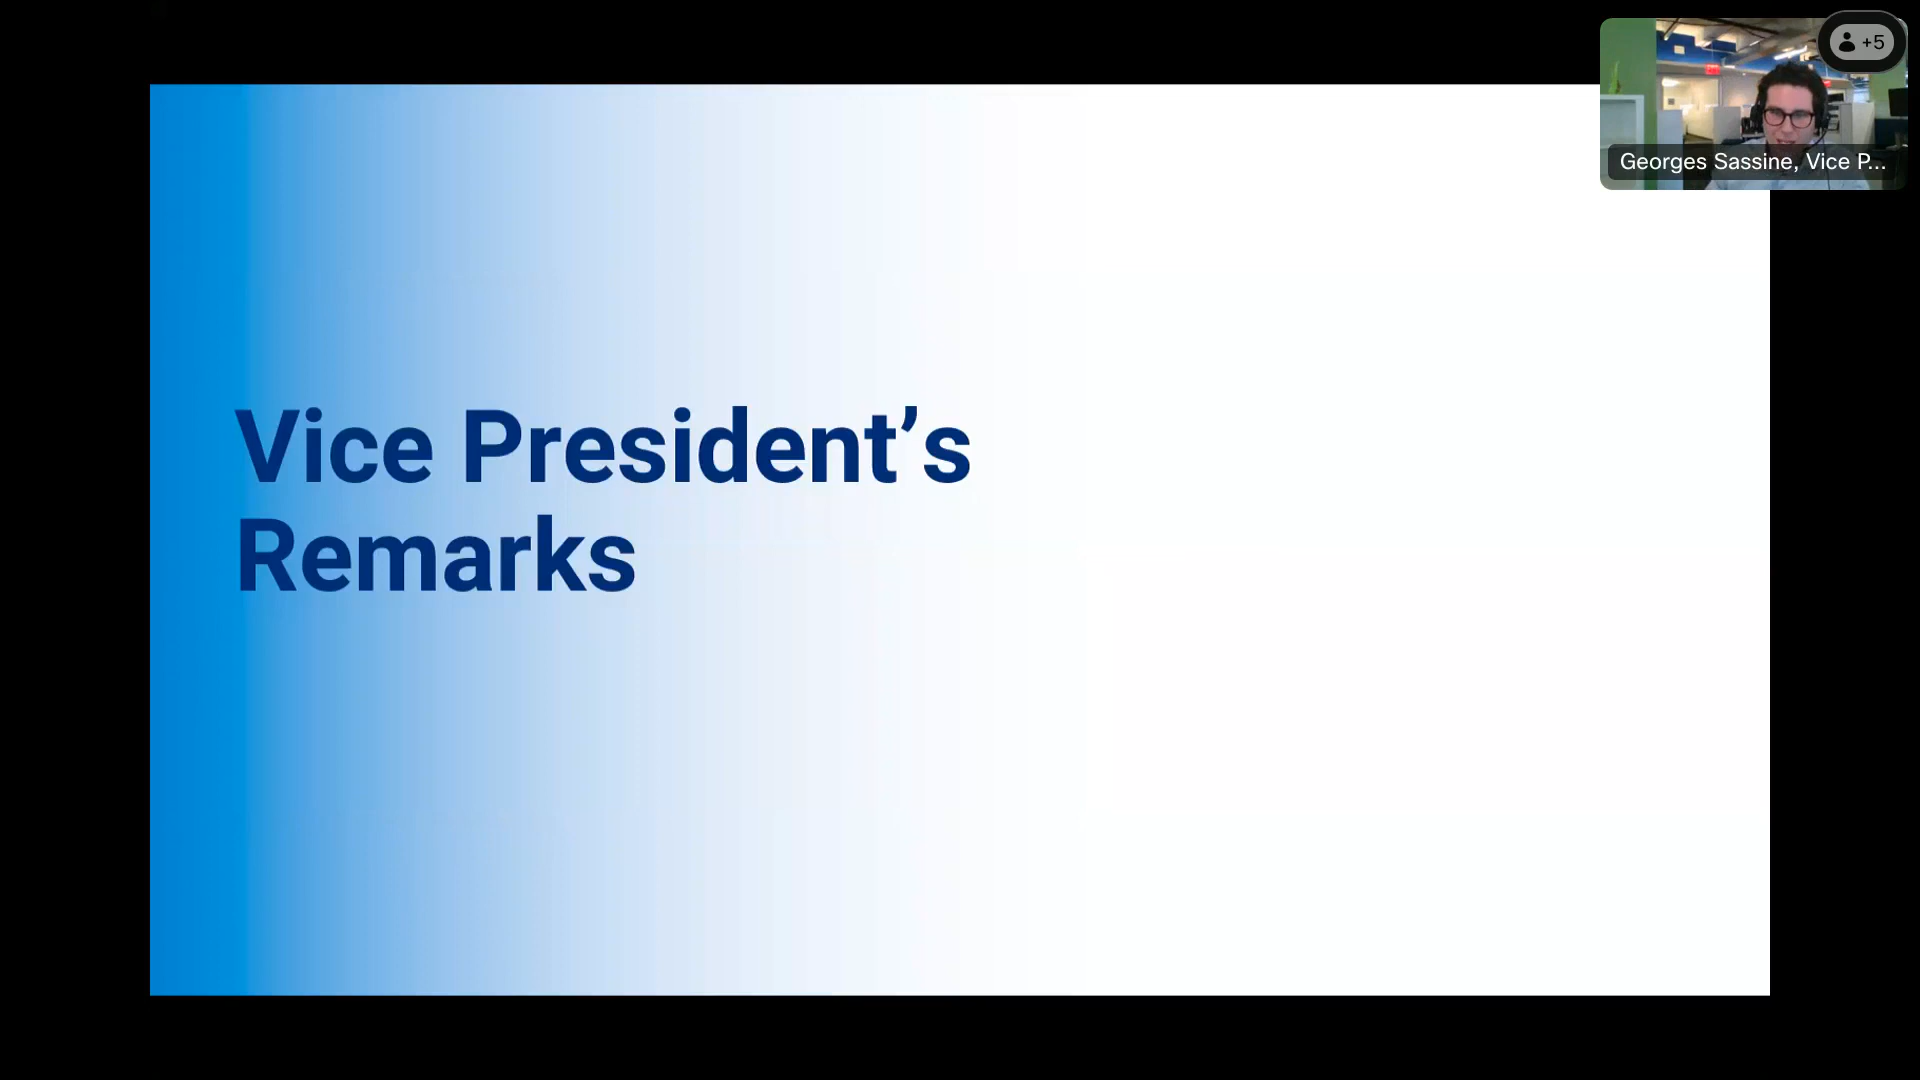 +5
Georges Sassine, Vice P...
Vice President’s
Remarks